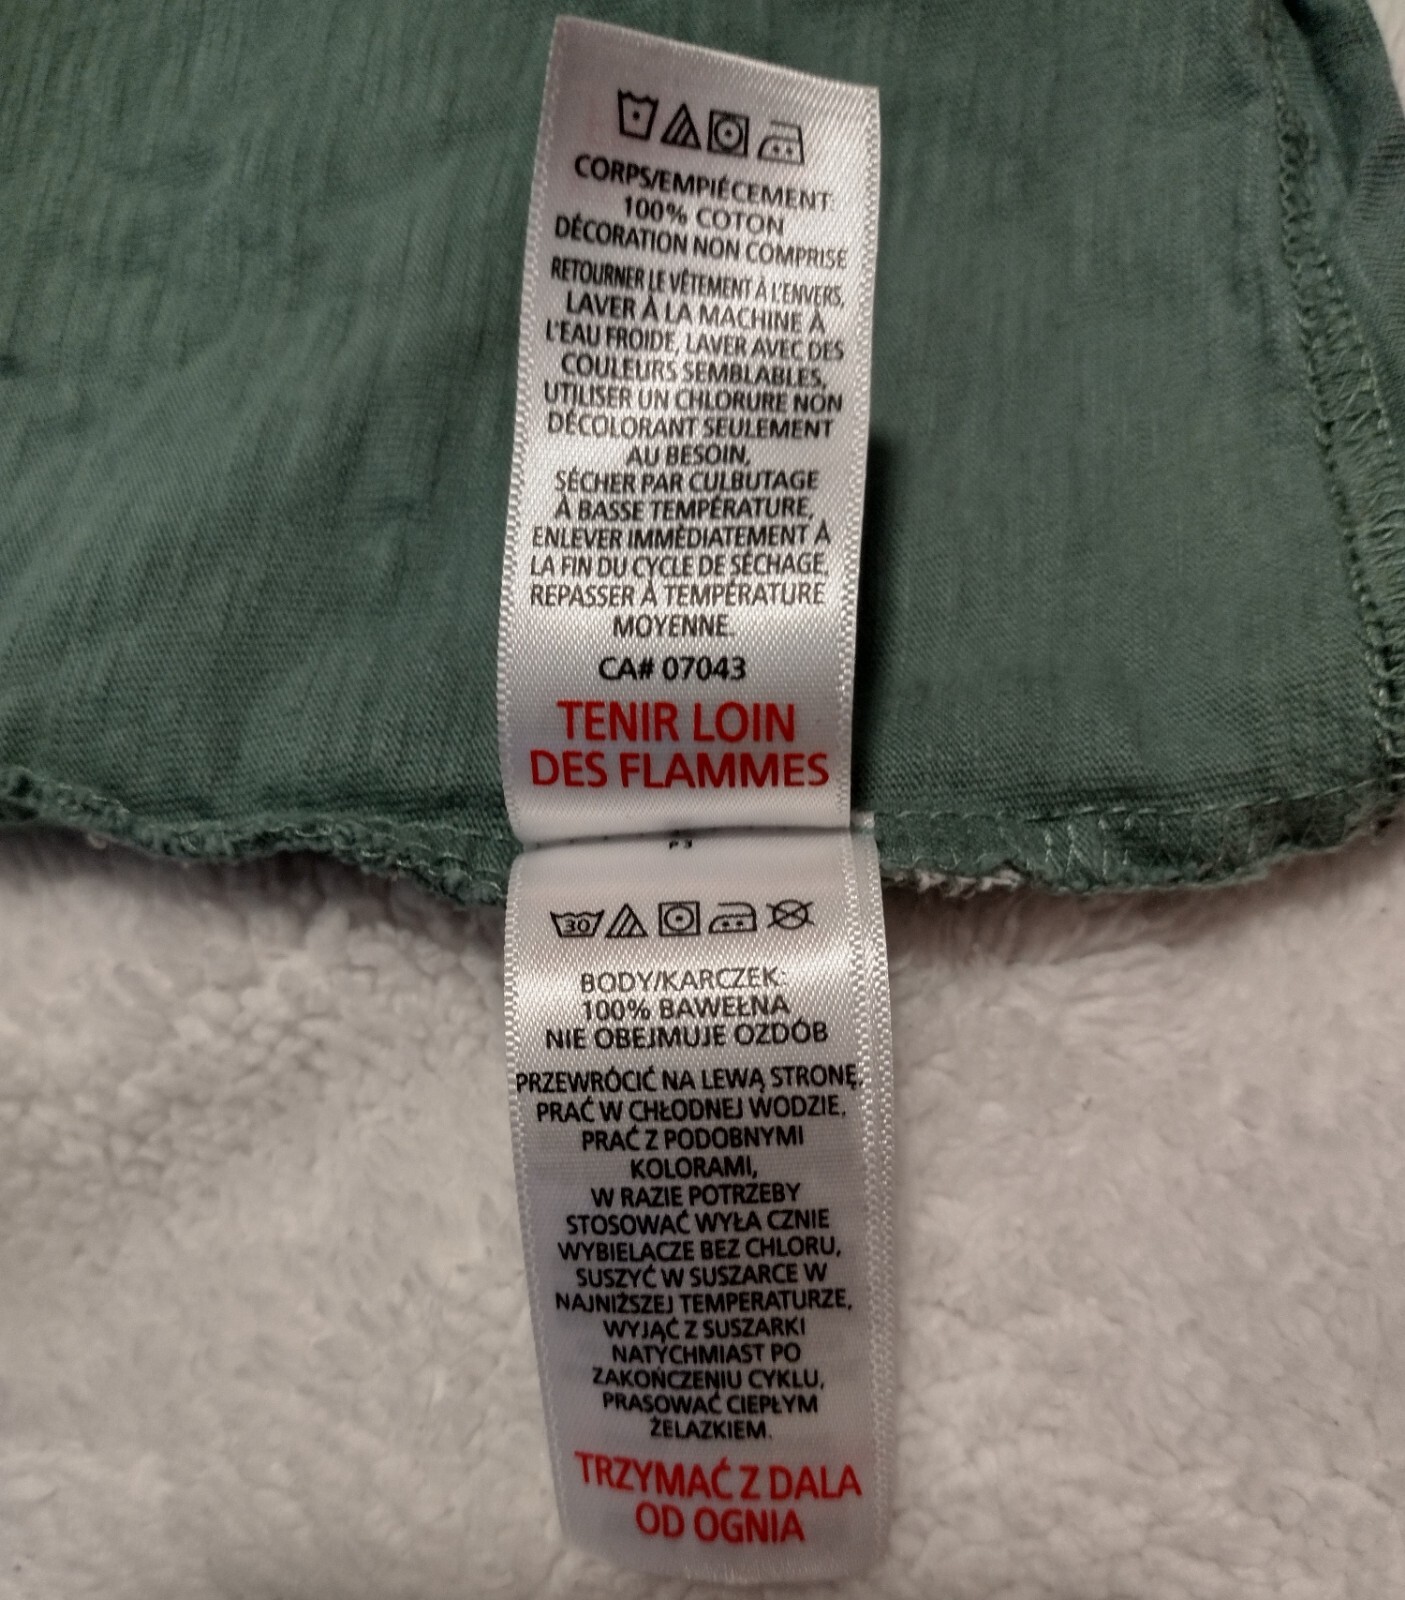 CORPS/EMPIÉCEMENT:
100% COTON
DÉCORATION NON COMPRISE
RETOURNER LE VÊTEMENT À L'ENVERS,
LAVER À LA MACHINE À
L'EAU FROIDE, LAVER AVEC DES
COULEURS SEMBLABLES,
UTILISER UN CHLORURE NON
DÉCOLORANT SEULEMENT
AU BESOIN,
SÉCHER PAR CULBUTAGE
À BASSE TEMPÉRATURE,
ENLEVER IMMÉDIATEMENT À
LA FIN DU CYCLE DE SÉCHAGE,
REPASSER À TEMPÉRATURE
MOYENNE.
CA# 07043
TENIR LOIN
DES FLAMMES
30
BODY/KARCZEK:
100% BAWEŁNA
NIE OBEJMUJE OZDÓB
PRZEWRÓCIĆ NA LEWĄ STRONĘ,
PRAĆ W CHŁODNEJ WODZIE,
PRAĆ Z PODOBNYMI
KOLORAMI,
W RAZIE POTRZEBY
STOSOWAĆ WYŁA CZNIE
WYBIELACZE BEZ CHLORU,
SUSZYĆ W SUSZARCE W
NAJNIŻSZEJ TEMPERATURZE,
WYJĄĆ Z SUSZARKI
NATYCHMIAST PO
ZAKOŃCZENIU CYKLU,
PRASOWAĆ CIEPŁYM
ŻELAZKIEM.
TRZYMAĆ Z DALA
OD OGNIA